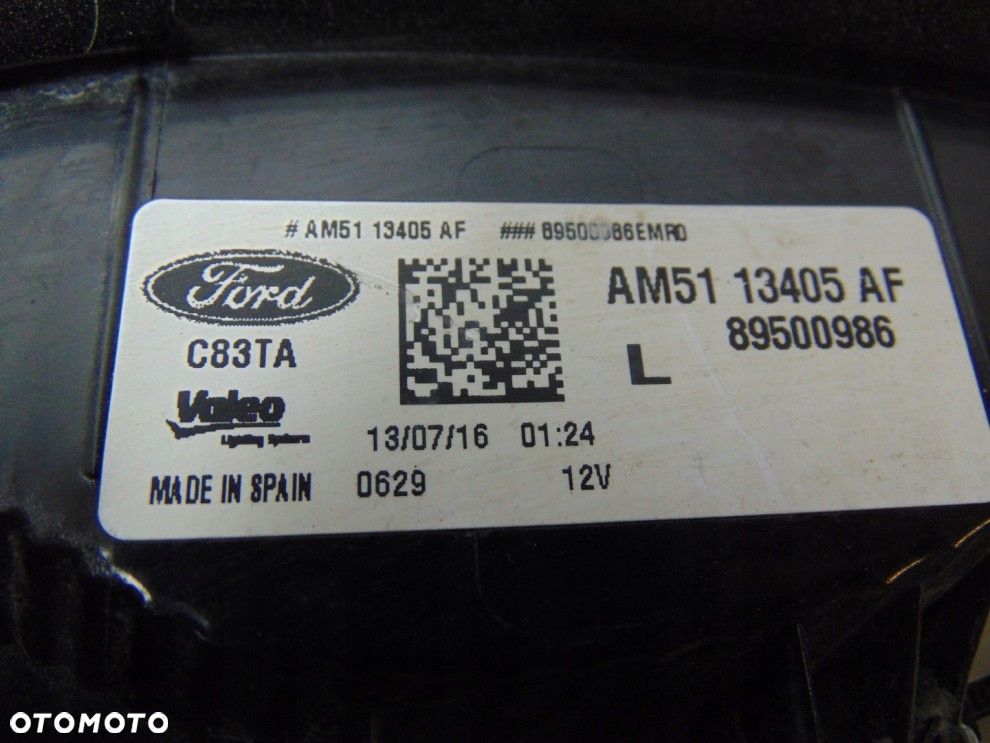 # AM51 13405 AF ### 89500986EMR0
Ford
AM51 13405 AF
89500986
C83TA
L
Valeo
Lighting Systems
13/07/16 01:24
MADE IN SPAIN 0629 12V
OTOMOTO